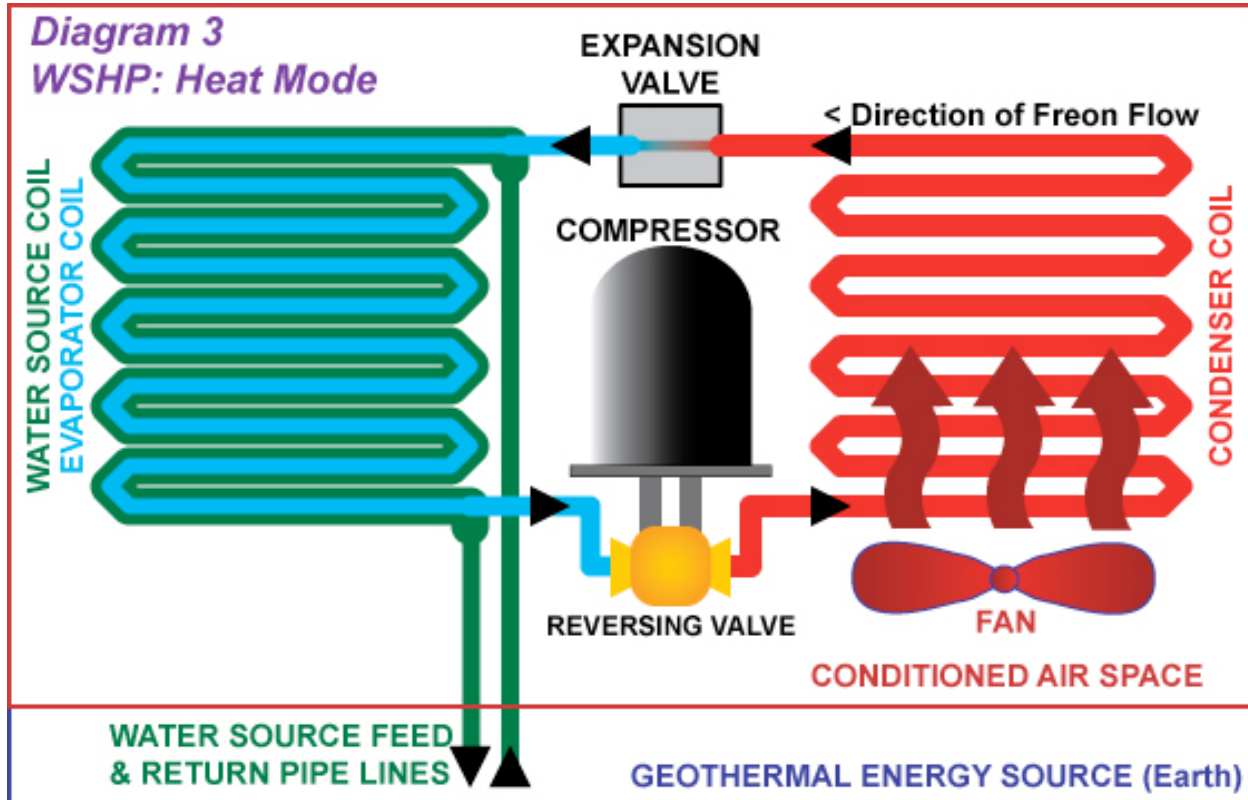 Diagram 3
WSHP: Heat Mode
EXPANSION
VALVE
< Direction of Freon Flow
WATER SOURCE COIL
EVAPORATOR COIL
COMPRESSOR
CONDENSER COIL
REVERSING VALVE
FAN
CONDITIONED AIR SPACE
WATER SOURCE FEED
& RETURN PIPE LINES
GEOTHERMAL ENERGY SOURCE (Earth)